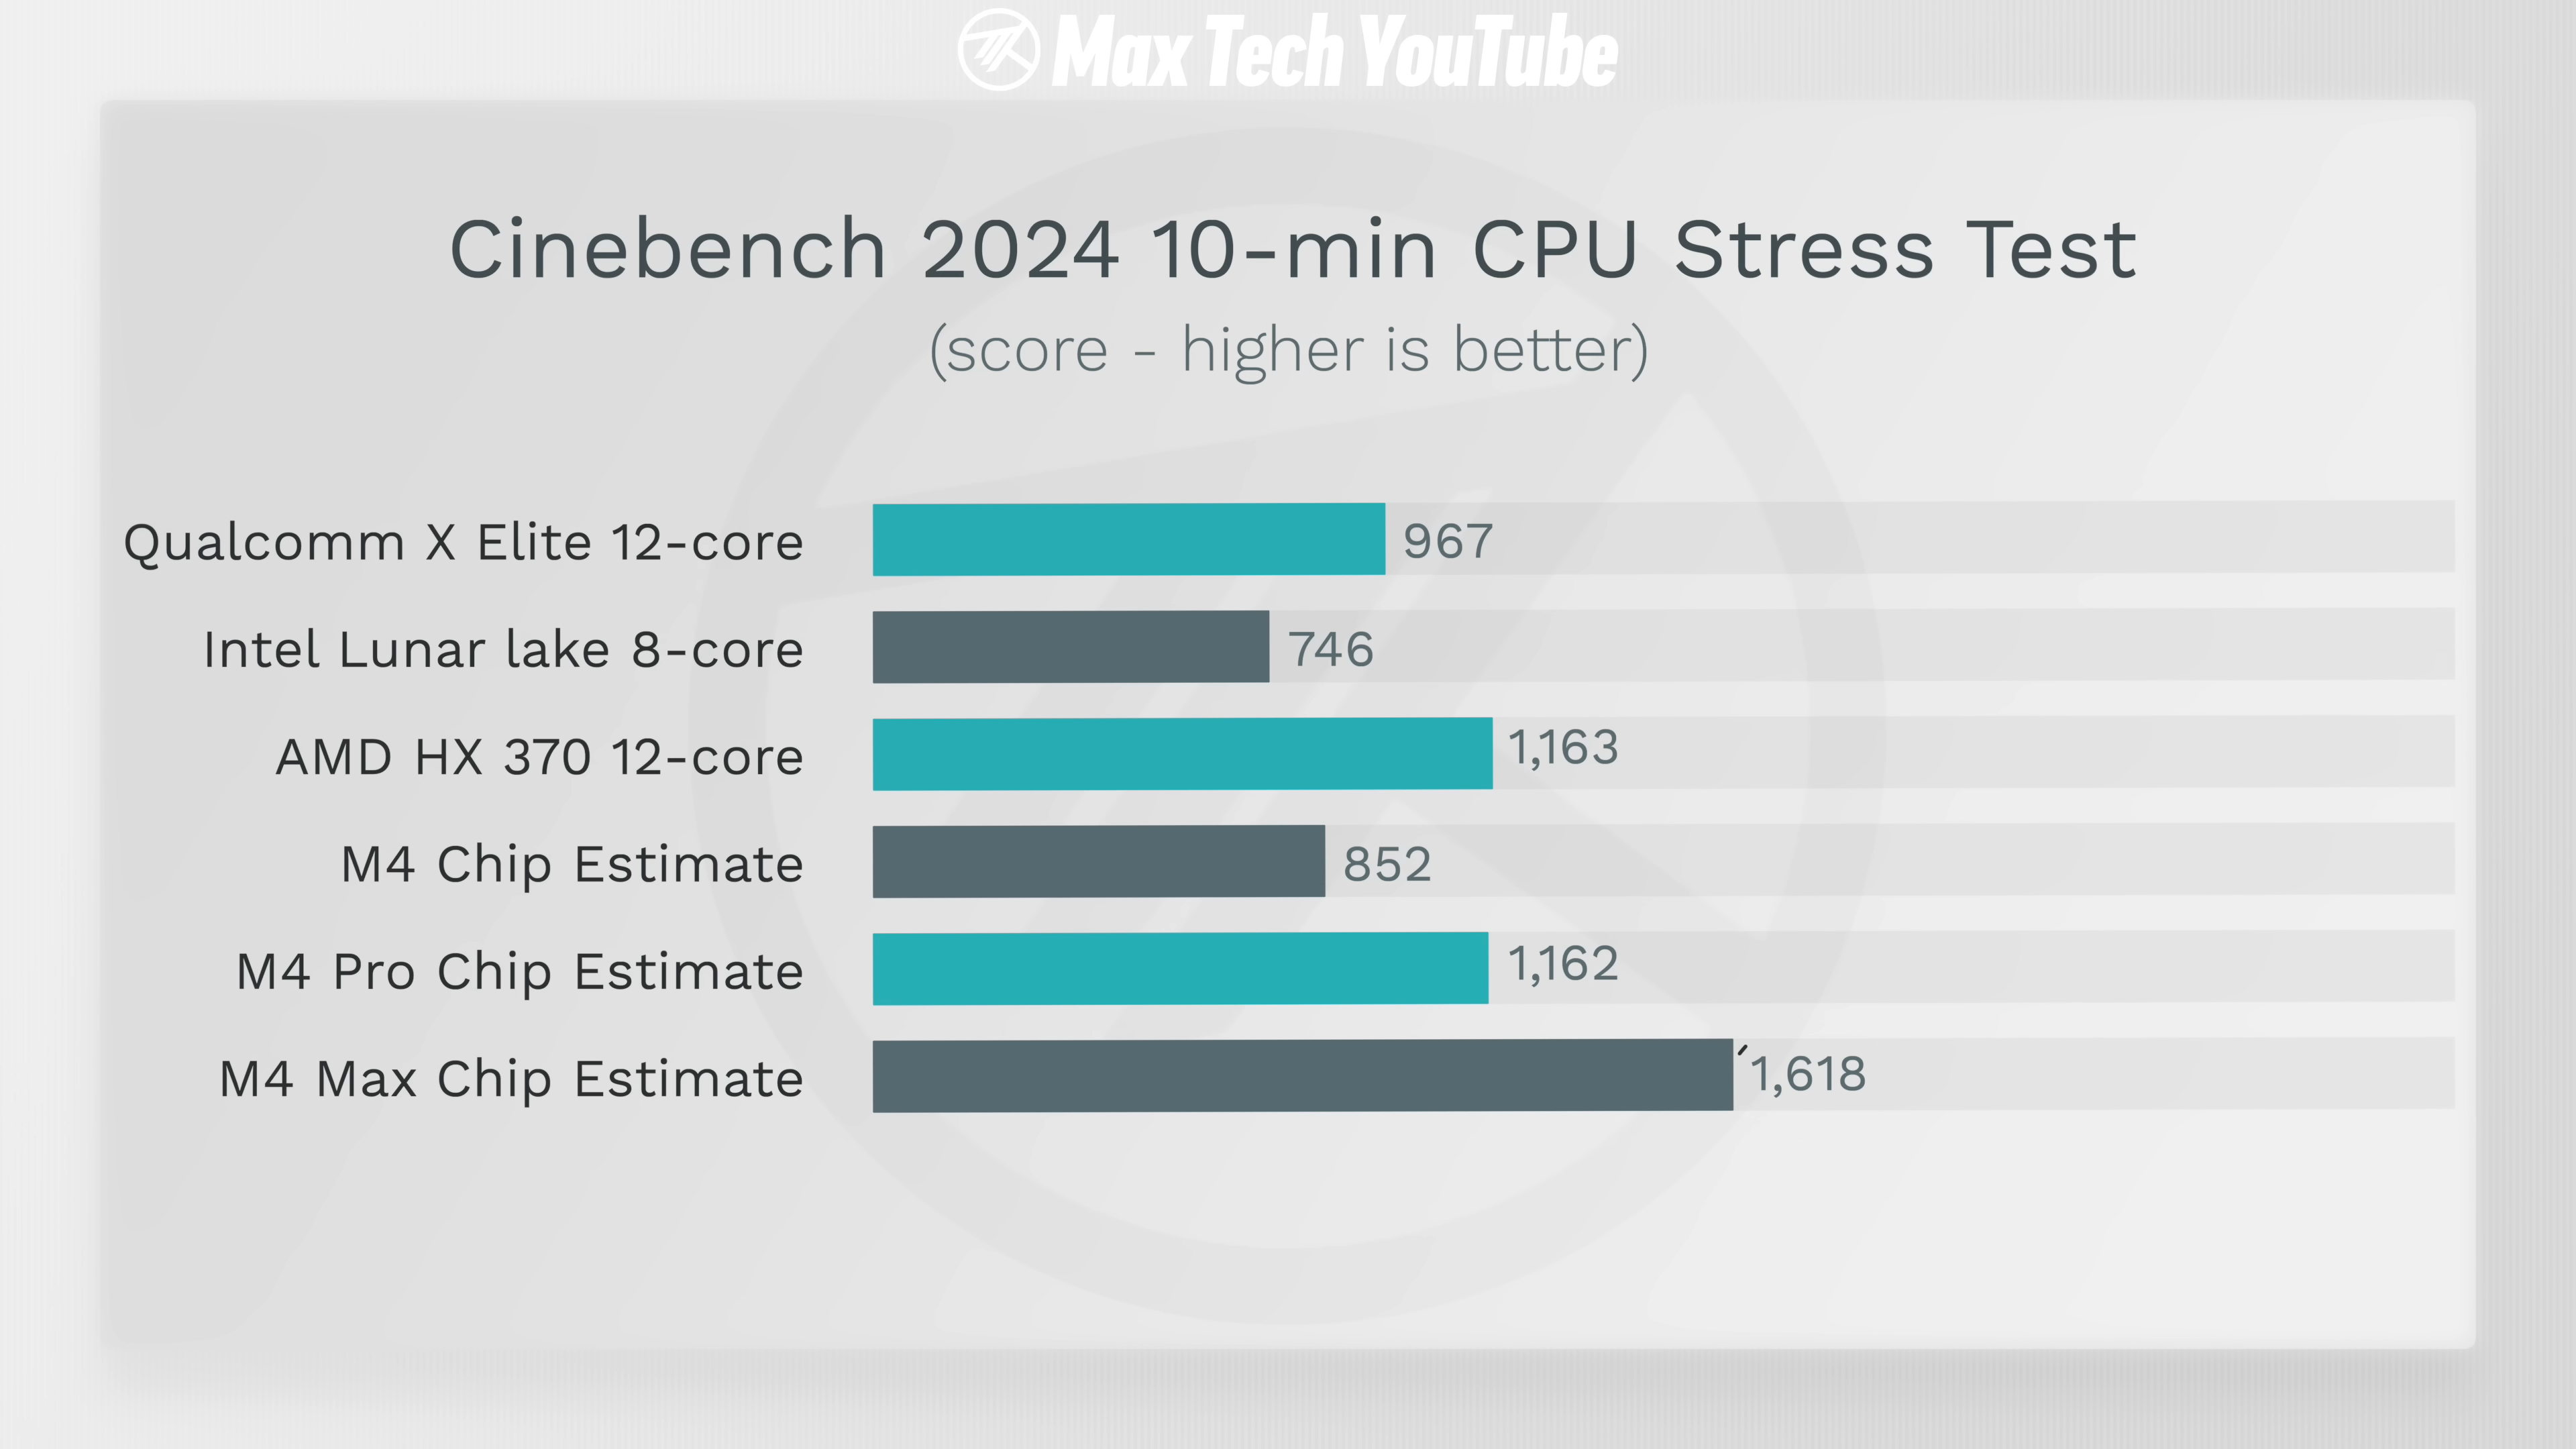 Max Tech YouTube
Cinebench 2024 10-min CPU Stress Test
(score - higher is better)
Qualcomm X Elite 12-core 967
Intel Lunar lake 8-core 746
AMD HX 370 12-core 1,163
M4 Chip Estimate 852
M4 Pro Chip Estimate 1,162
M4 Max Chip Estimate 1,618